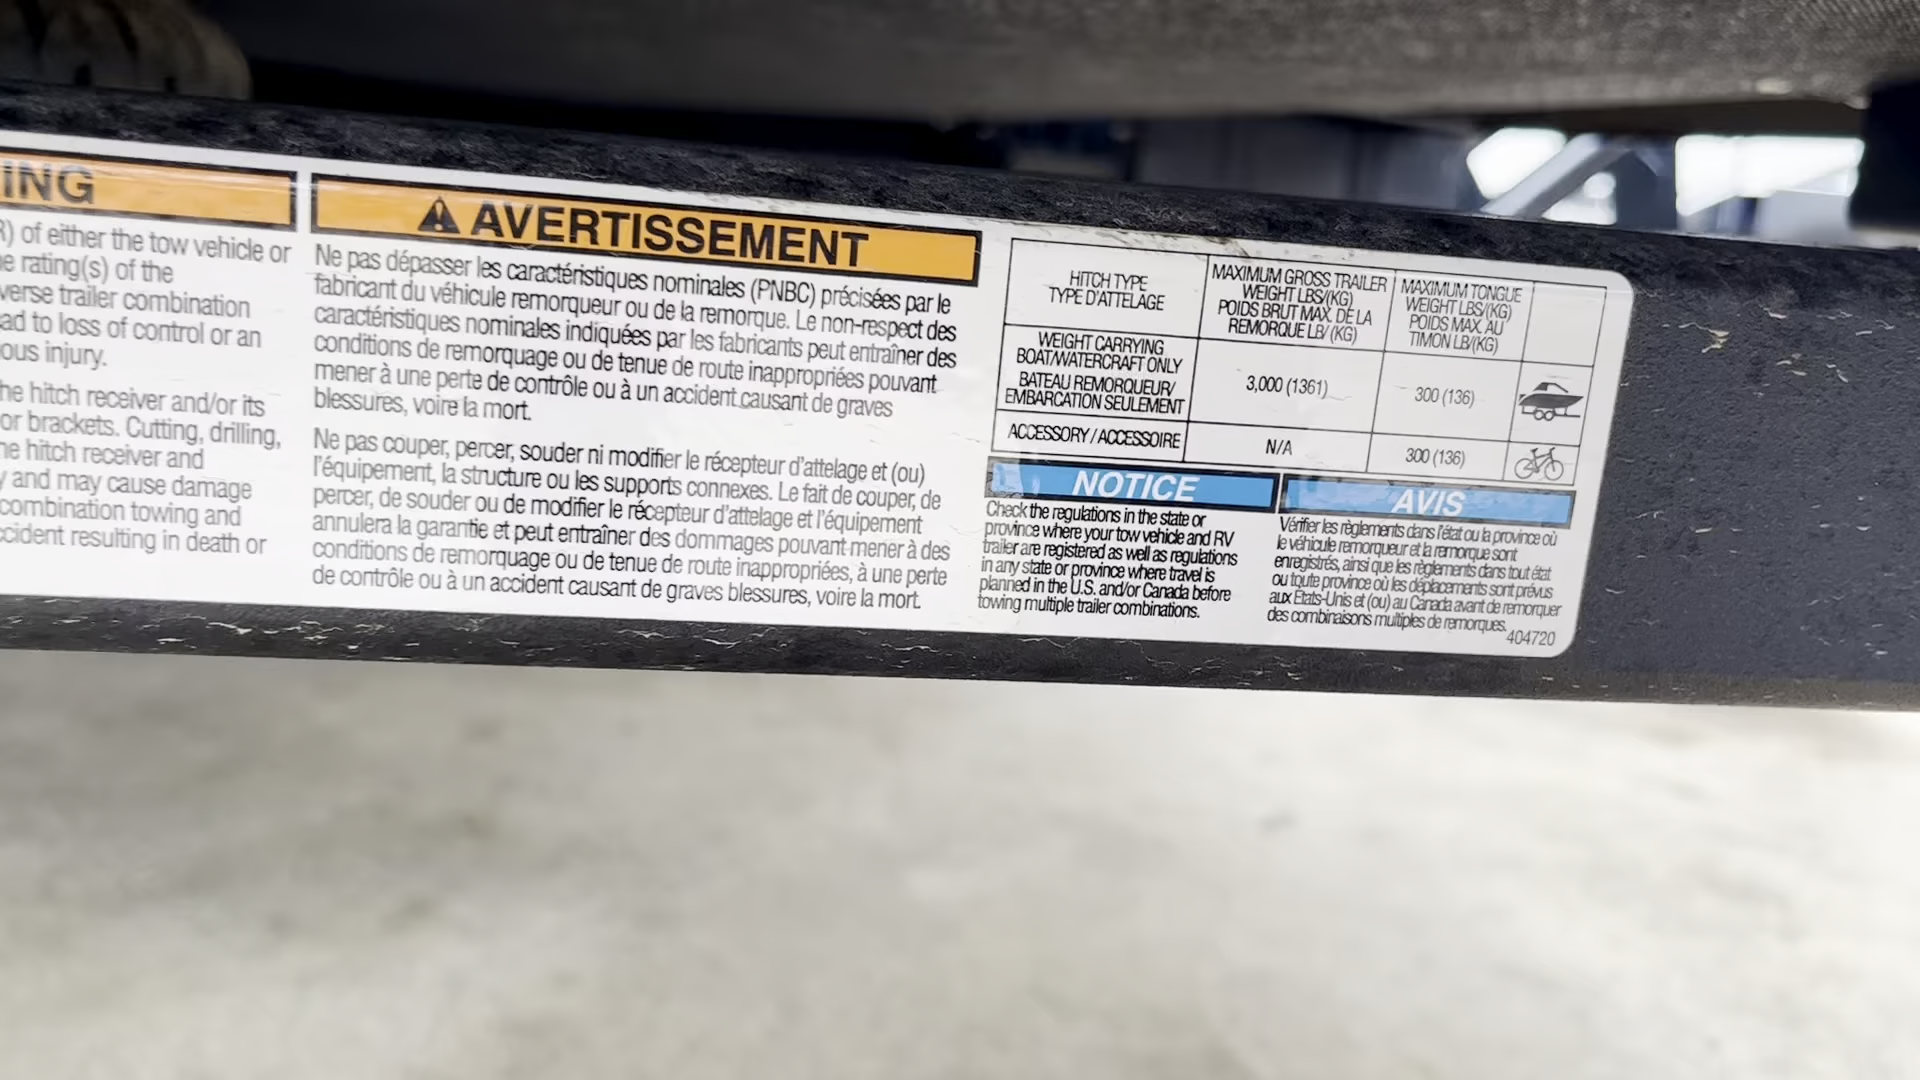 ING
R) of either the tow vehicle or
e rating(s) of the
verse trailer combination
ad to loss of control or an
ous injury.
he hitch receiver and/or its
or brackets. Cutting, drilling,
he hitch receiver and
y and may cause damage
combination towing and
ccident resulting in death or
AVERTISSEMENT
Ne pas dépasser les caractéristiques nominales (PNBC) précisées par le
fabricant du véhicule remorqueur ou de la remorque. Le non-respect des
caractéristiques nominales indiquées par les fabricants peut entraîner des
conditions de remorquage ou de tenue de route inappropriées pouvant
mener à une perte de contrôle ou à un accident causant de graves
blessures, voire la mort.
Ne pas couper, percer, souder ni modifier le récepteur d'attelage et (ou)
l'équipement, la structure ou les supports connexes. Le fait de couper, de
percer, de souder ou de modifier le récepteur d'attelage et l'équipement
annulera la garantie et peut entraîner des dommages pouvant mener à des
conditions de remorquage ou de tenue de route inappropriées, à une perte
de contrôle ou à un accident causant de graves blessures, voire la mort.
HITCH TYPE
TYPE D'ATTELAGE
MAXIMUM GROSS TRAILER
WEIGHT LBS/(KG)
POIDS BRUT MAX. DE LA
REMORQUE LB/ (KG)
MAXIMUM TONGUE
WEIGHT LBS/(KG)
POIDS MAX. AU
TIMON LB/(KG)
WEIGHT CARRYING
BOAT/WATERCRAFT ONLY
BATEAU REMORQUEUR/
EMBARCATION SEULEMENT
3,000 (1361)
300 (136)
ACCESSORY / ACCESSOIRE
N/A
300 (136)
NOTICE
Check the regulations in the state or
province where your tow vehicle and RV
trailer are registered as well as regulations
in any state or province where travel is
planned in the U.S. and/or Canada before
towing multiple trailer combinations.
AVIS
Vérifier les règlements dans l'état ou la province où
le véhicule remorqueur et la remorque sont
enregistrés, ainsi que les règlements dans tout état
ou toute province où les déplacements sont prévus
aux États-Unis et (ou) au Canada avant de remorquer
des combinaisons multiples de remorques.
404720